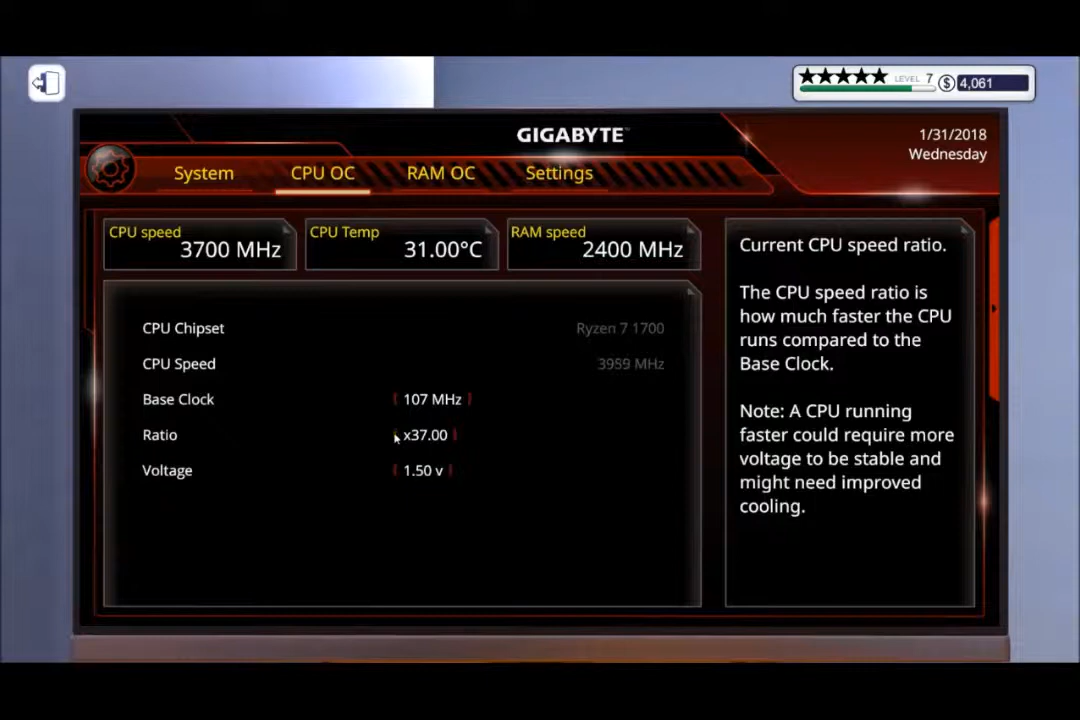 LEVEL 7
$ 4,061
GIGABYTE™
1/31/2018
Wednesday
System
CPU OC
RAM OC
Settings
CPU speed
3700 MHz
CPU Temp
31.00°C
RAM speed
2400 MHz
CPU Chipset
Ryzen 7 1700
CPU Speed
3959 MHz
Base Clock
107 MHz
Ratio
x37.00
Voltage
1.50 v
Current CPU speed ratio.
The CPU speed ratio is
how much faster the CPU
runs compared to the
Base Clock.
Note: A CPU running
faster could require more
voltage to be stable and
might need improved
cooling.